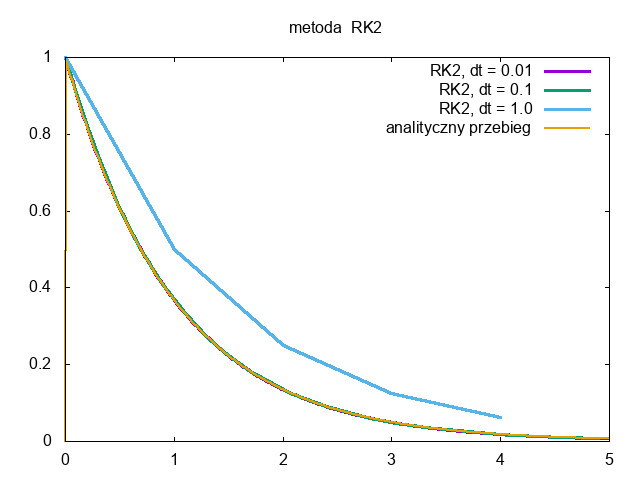 metoda  RK2
RK2, dt = 0.01
RK2, dt = 0.1
RK2, dt = 1.0
analityczny przebieg
1
0.8
0.6
0.4
0.2
0
0 1 2 3 4 5